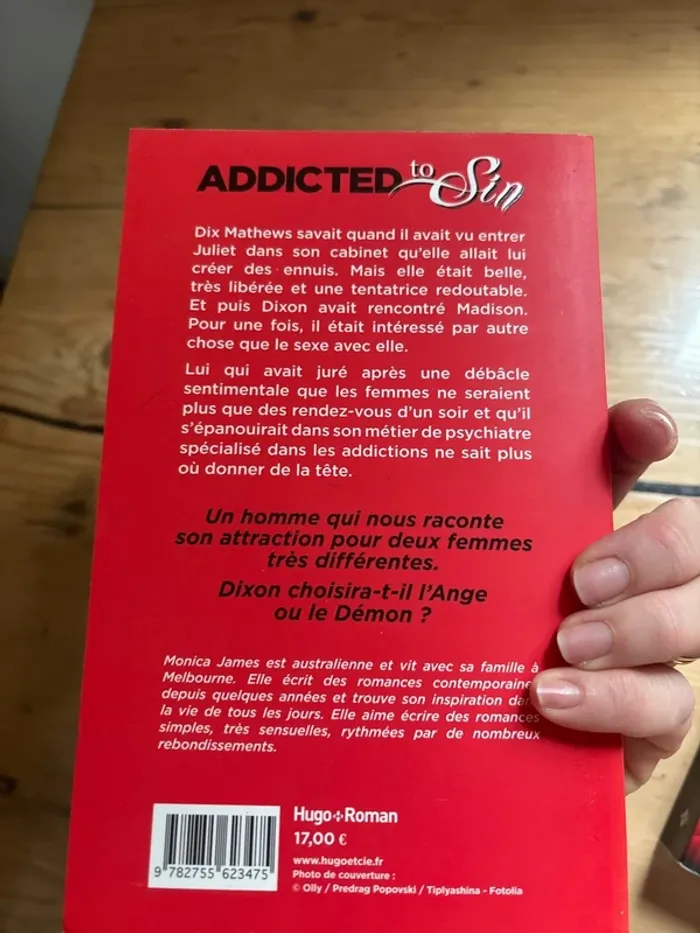 ADDICTED to Sin
Dix Mathews savait quand il avait vu entrer
Juliet dans son cabinet qu'elle allait lui
créer des ennuis. Mais elle était belle,
très libérée et une tentatrice redoutable.
Et puis Dixon avait rencontré Madison.
Pour une fois, il était intéressé par autre
chose que le sexe avec elle.
Lui qui avait juré après une débâcle
sentimentale que les femmes ne seraient
plus que des rendez-vous d'un soir et qu'il
s'épanouirait dans son métier de psychiatre
spécialisé dans les addictions ne sait plus
où donner de la tête.
Un homme qui nous raconte
son attraction pour deux femmes
très différentes.
Dixon choisira-t-il l'Ange
ou le Démon ?
Monica James est australienne et vit avec sa famille à
Melbourne. Elle écrit des romances contemporaine
depuis quelques années et trouve son inspiration
la vie de tous les jours. Elle aime écrire des romances
simples, très sensuelles, rythmées par de nombreux
rebondissements.
Hugo Roman
17,00 €
www.hugoetcie.fr
Photo de couverture :
© Olly / Predrag Popovski / Tiplyashina - Fotolia
9 782755 623475